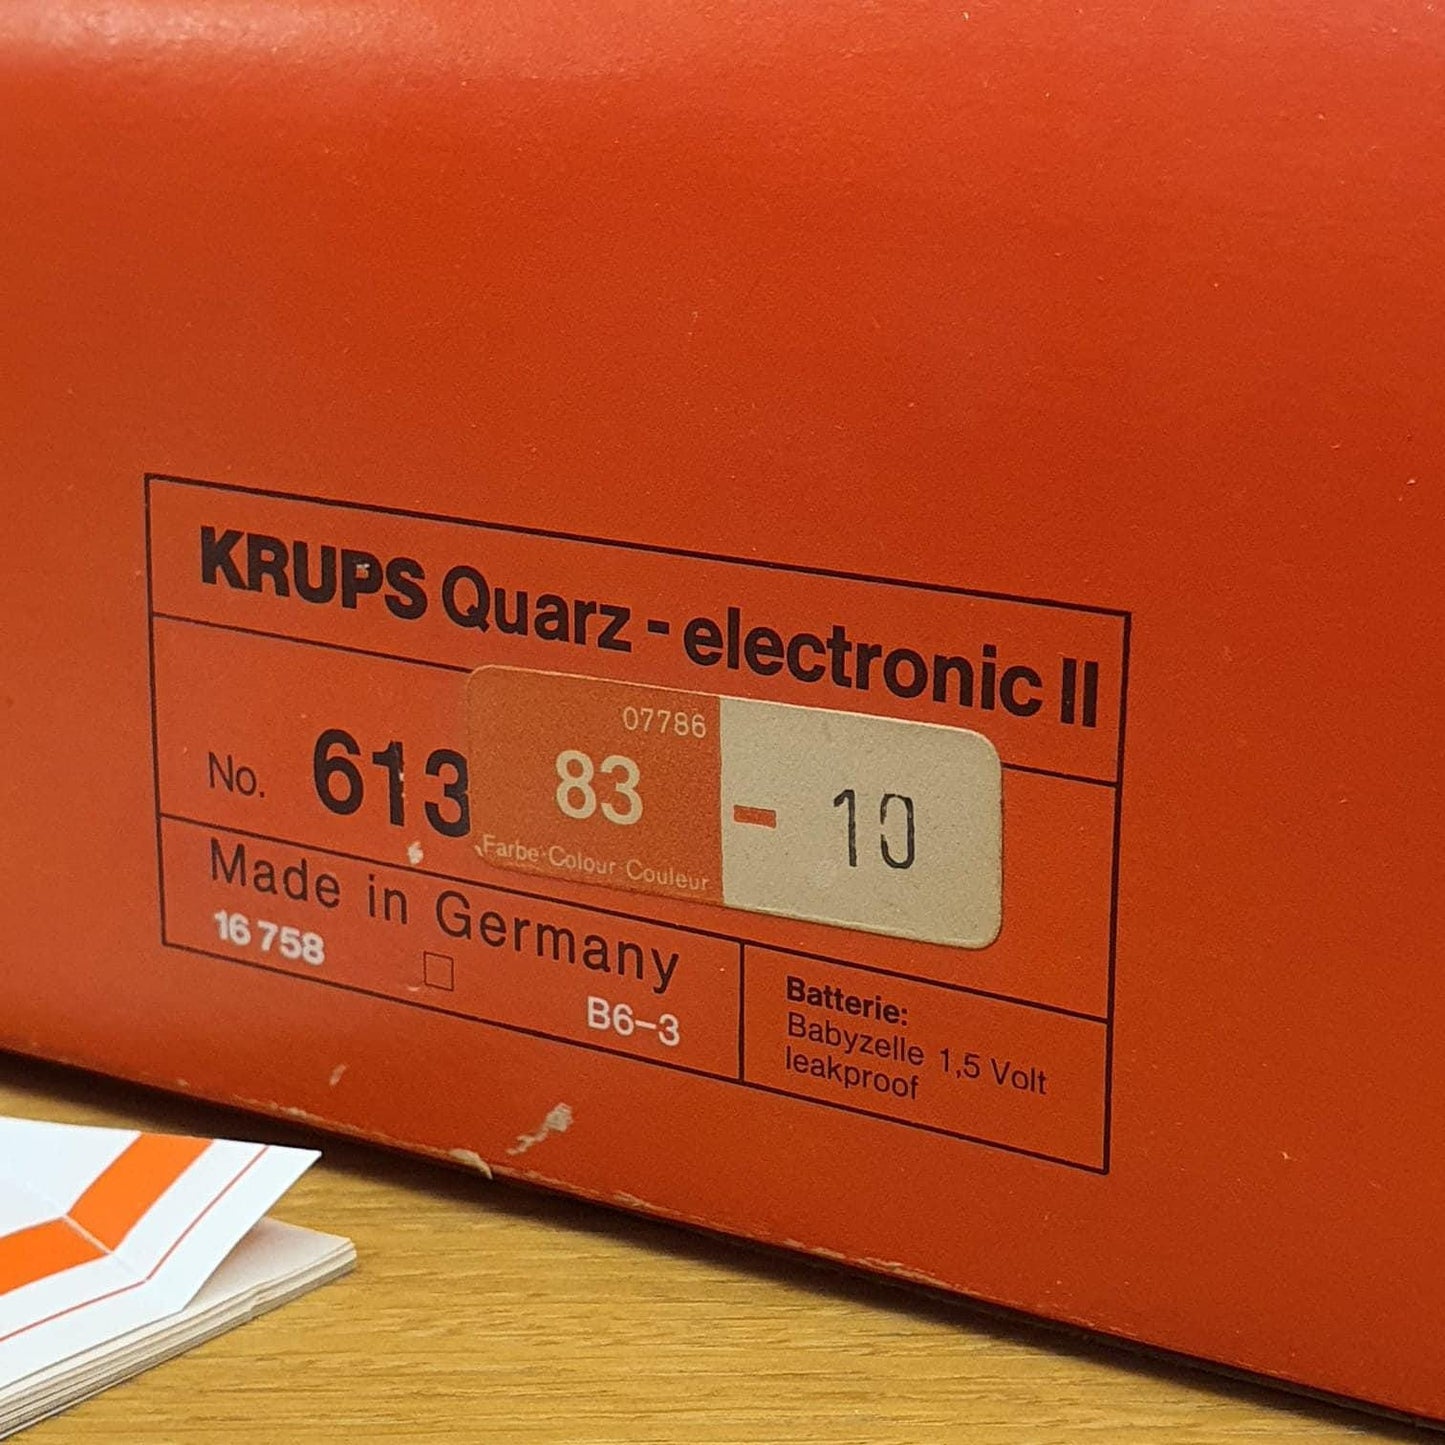 KRUPS Quarz-electronic II
07786
No. 613 83 - 10
Farbe·Colour·Couleur
Made in Germany
16 758
B6-3
Batterie:
Babyzelle 1,5 Volt
leakproof